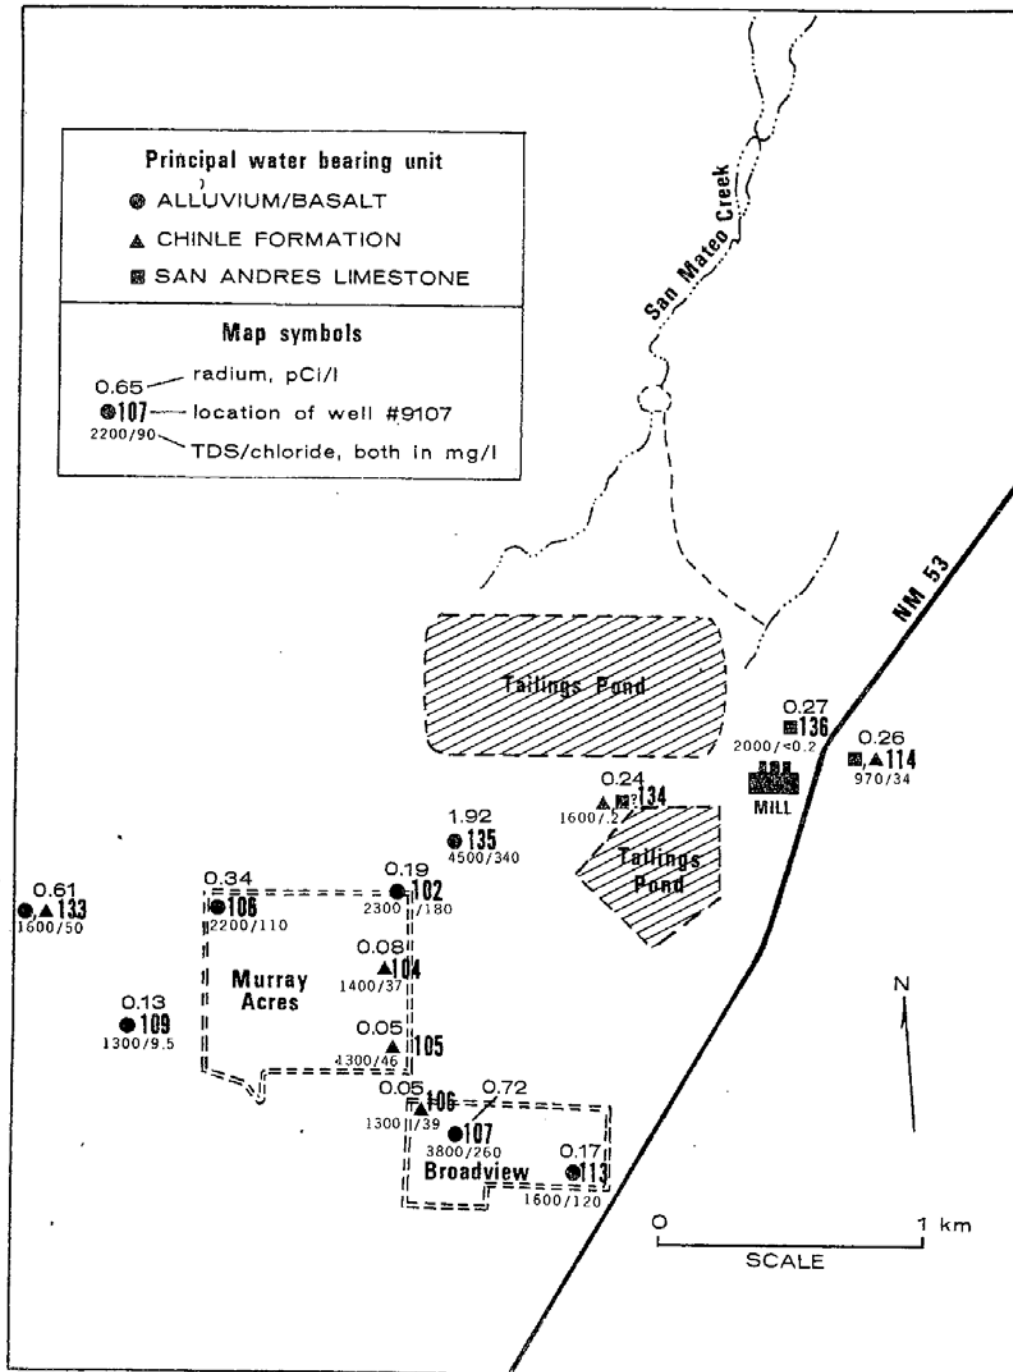 Principal water bearing unit
ALLUVIUM/BASALT
CHINLE FORMATION
SAN ANDRES LIMESTONE
Map symbols
0.65 radium, pCi/l
107 location of well #9107
2200/90 TDS/chloride, both in mg/l
San Mateo Creek
NM 53
Tailings Pond
0.27
136
2000/<0.2
0.26
114
970/34
MILL
0.24
?134
1600/.2
Tailings
Pond
1.92
135
4500/340
0.19
102
2300/180
0.34
108
2200/110
0.61
133
1600/50
0.08
104
1400/37
Murray
Acres
0.13
109
1300/9.5
0.05
105
1300/46
0.05
106
1300/39
0.72
107
3800/260
Broadview
0.17
113
1600/120
N
0 1 km
SCALE